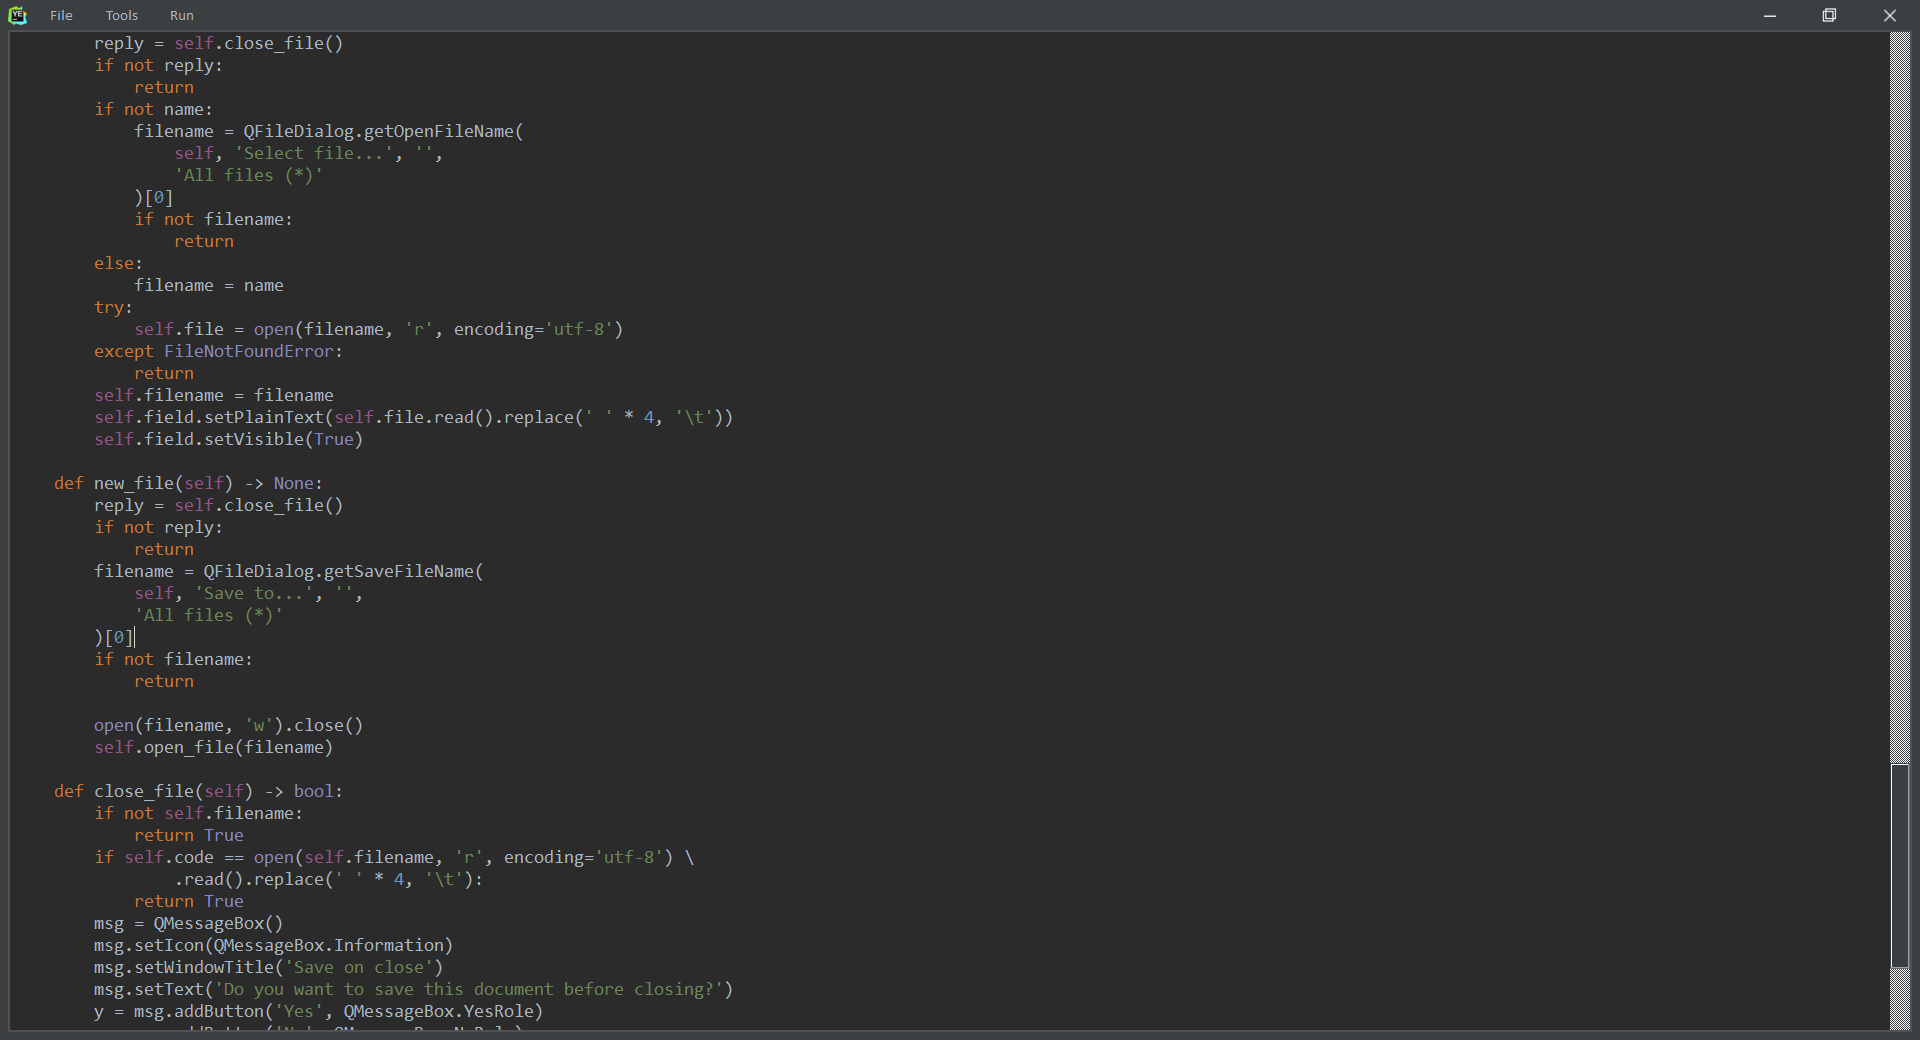 YE File Tools Run
        reply = self.close_file()
        if not reply:
            return
        if not name:
            filename = QFileDialog.getOpenFileName(
                self, 'Select file...', '',
                'All files (*)'
            )[0]
            if not filename:
                return
        else:
            filename = name
        try:
            self.file = open(filename, 'r', encoding='utf-8')
        except FileNotFoundError:
            return
        self.filename = filename
        self.field.setPlainText(self.file.read().replace(' ' * 4, '\t'))
        self.field.setVisible(True)

    def new_file(self) -> None:
        reply = self.close_file()
        if not reply:
            return
        filename = QFileDialog.getSaveFileName(
            self, 'Save to...', '',
            'All files (*)'
        )[0]
        if not filename:
            return

        open(filename, 'w').close()
        self.open_file(filename)

    def close_file(self) -> bool:
        if not self.filename:
            return True
        if self.code == open(self.filename, 'r', encoding='utf-8') \
                .read().replace(' ' * 4, '\t'):
            return True
        msg = QMessageBox()
        msg.setIcon(QMessageBox.Information)
        msg.setWindowTitle('Save on close')
        msg.setText('Do you want to save this document before closing?')
        y = msg.addButton('Yes', QMessageBox.YesRole)